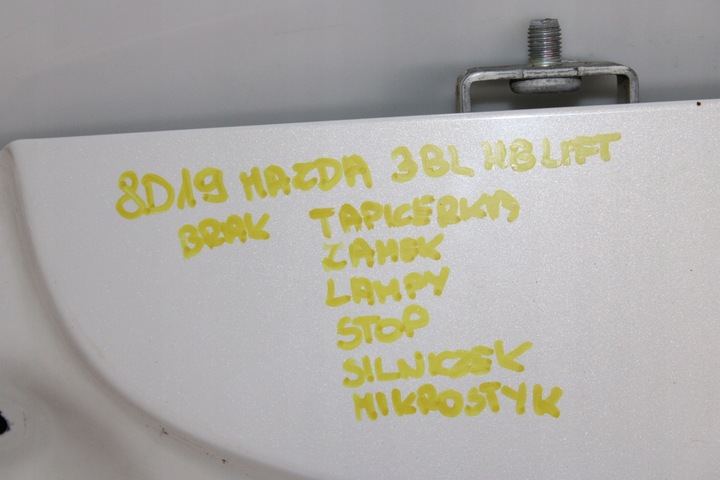 8D19 MAZDA 3BL HB LIFT
BRAK TAPICERKA
ZAMEK
LAMPY
STOP
SILNICZEK
MIKROSTYK